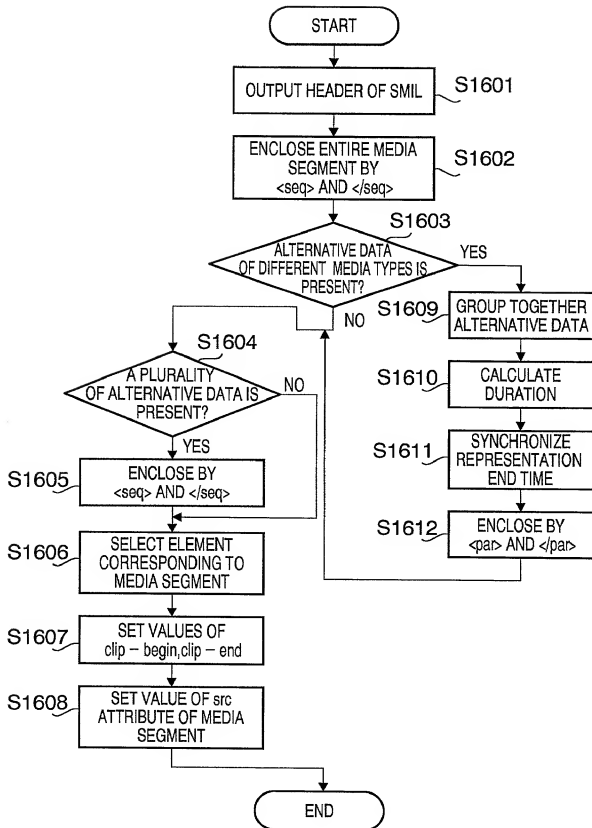 START
OUTPUT HEADER OF SMIL
S1601
ENCLOSE ENTIRE MEDIA
SEGMENT BY
<seq> AND </seq>
S1602
S1603
ALTERNATIVE DATA
OF DIFFERENT MEDIA TYPES IS
PRESENT?
YES
NO
S1604
A PLURALITY
OF ALTERNATIVE DATA IS
PRESENT?
NO
YES
S1605
ENCLOSE BY
<seq> AND </seq>
S1606
SELECT ELEMENT
CORRESPONDING TO
MEDIA SEGMENT
S1607
SET VALUES OF
clip – begin,clip – end
S1608
SET VALUE OF src
ATTRIBUTE OF MEDIA
SEGMENT
S1609
GROUP TOGETHER
ALTERNATIVE DATA
S1610
CALCULATE
DURATION
S1611
SYNCHRONIZE
REPRESENTATION
END TIME
S1612
ENCLOSE BY
<par> AND </par>
END